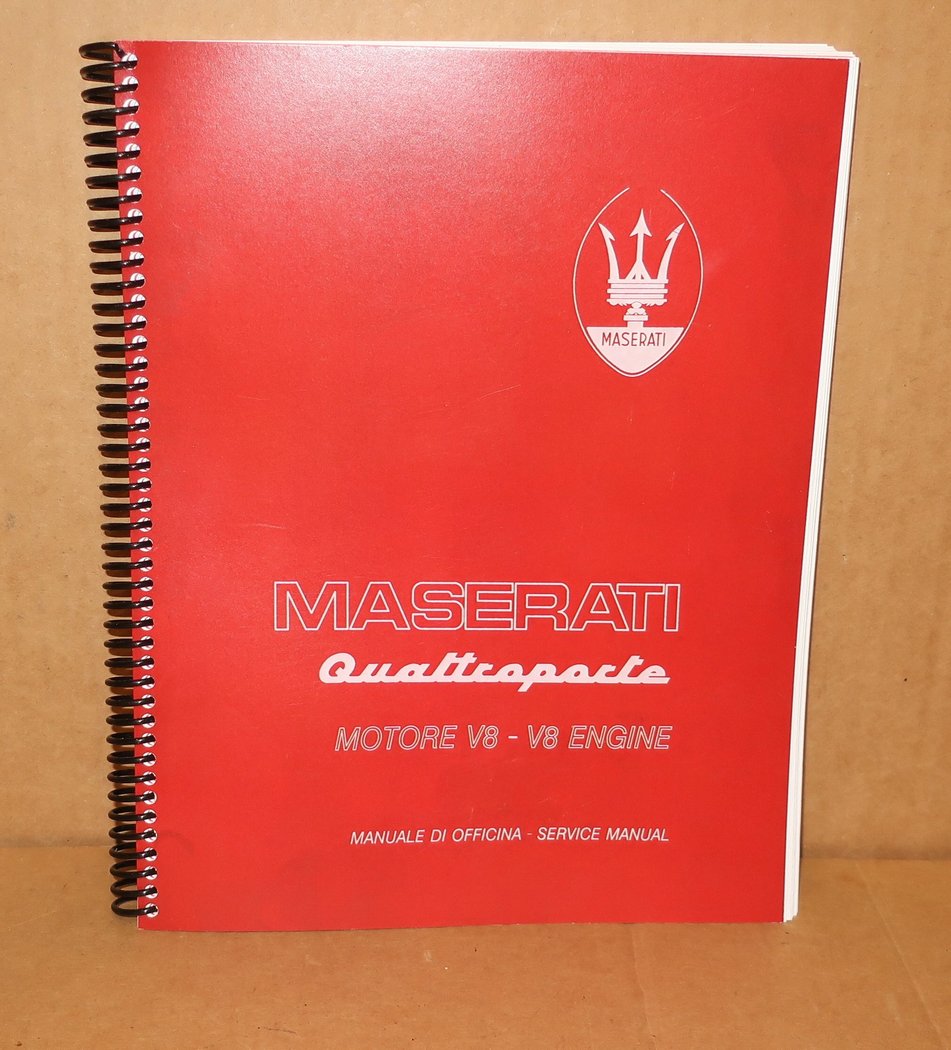 MASERATI
MASERATI
Quattroporte
MOTORE V8 - V8 ENGINE
MANUALE DI OFFICINA - SERVICE MANUAL